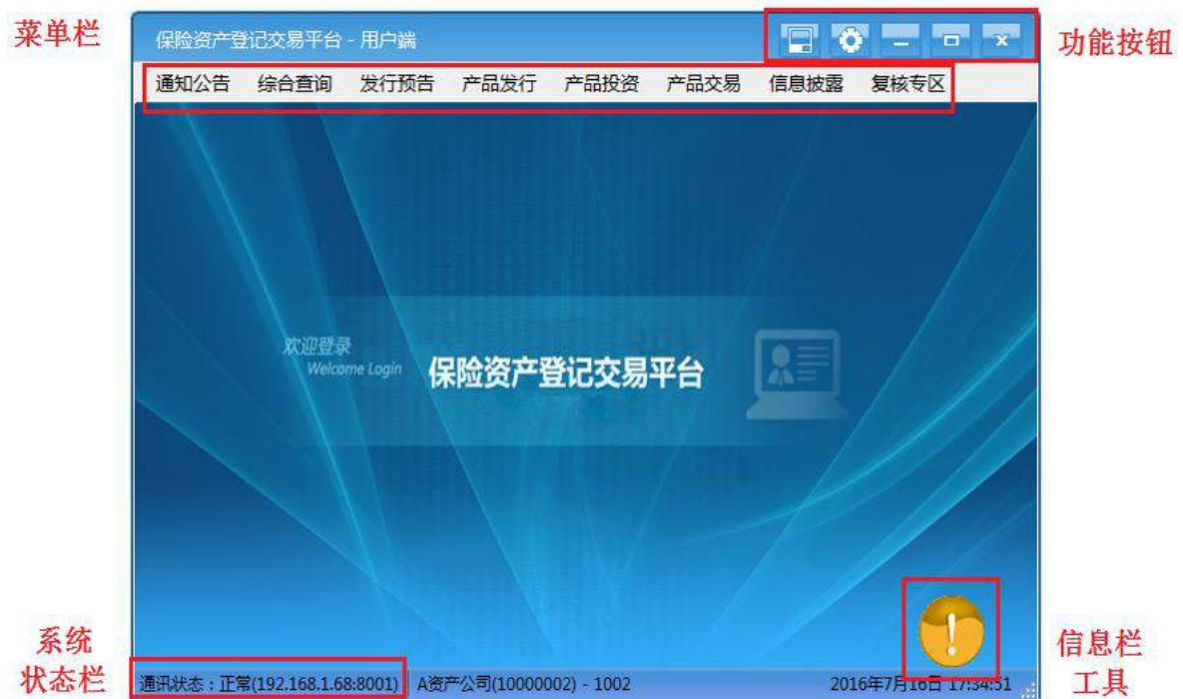 菜单栏
保险资产登记交易平台 - 用户端
功能按钮
通知公告 综合查询 发行预告 产品发行 产品投资 产品交易 信息披露 复核专区
欢迎登录
Welcome Login
保险资产登记交易平台
系统
状态栏
信息栏
工具
通讯状态：正常(192.168.1.68:8001) A资产公司(10000002) - 1002 2016年7月16日 17:34:51